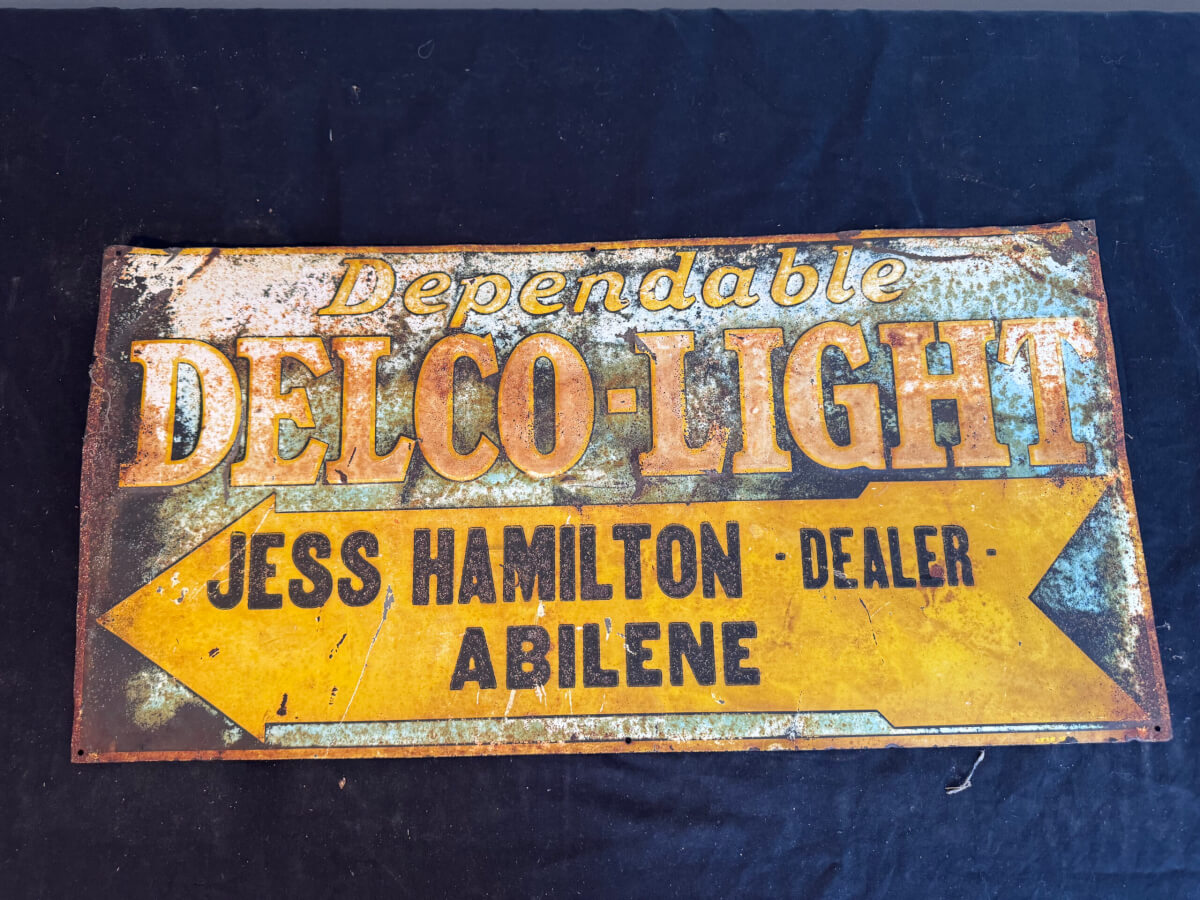 Dependable
DELCO-LIGHT
JESS HAMILTON - DEALER -
ABILENE